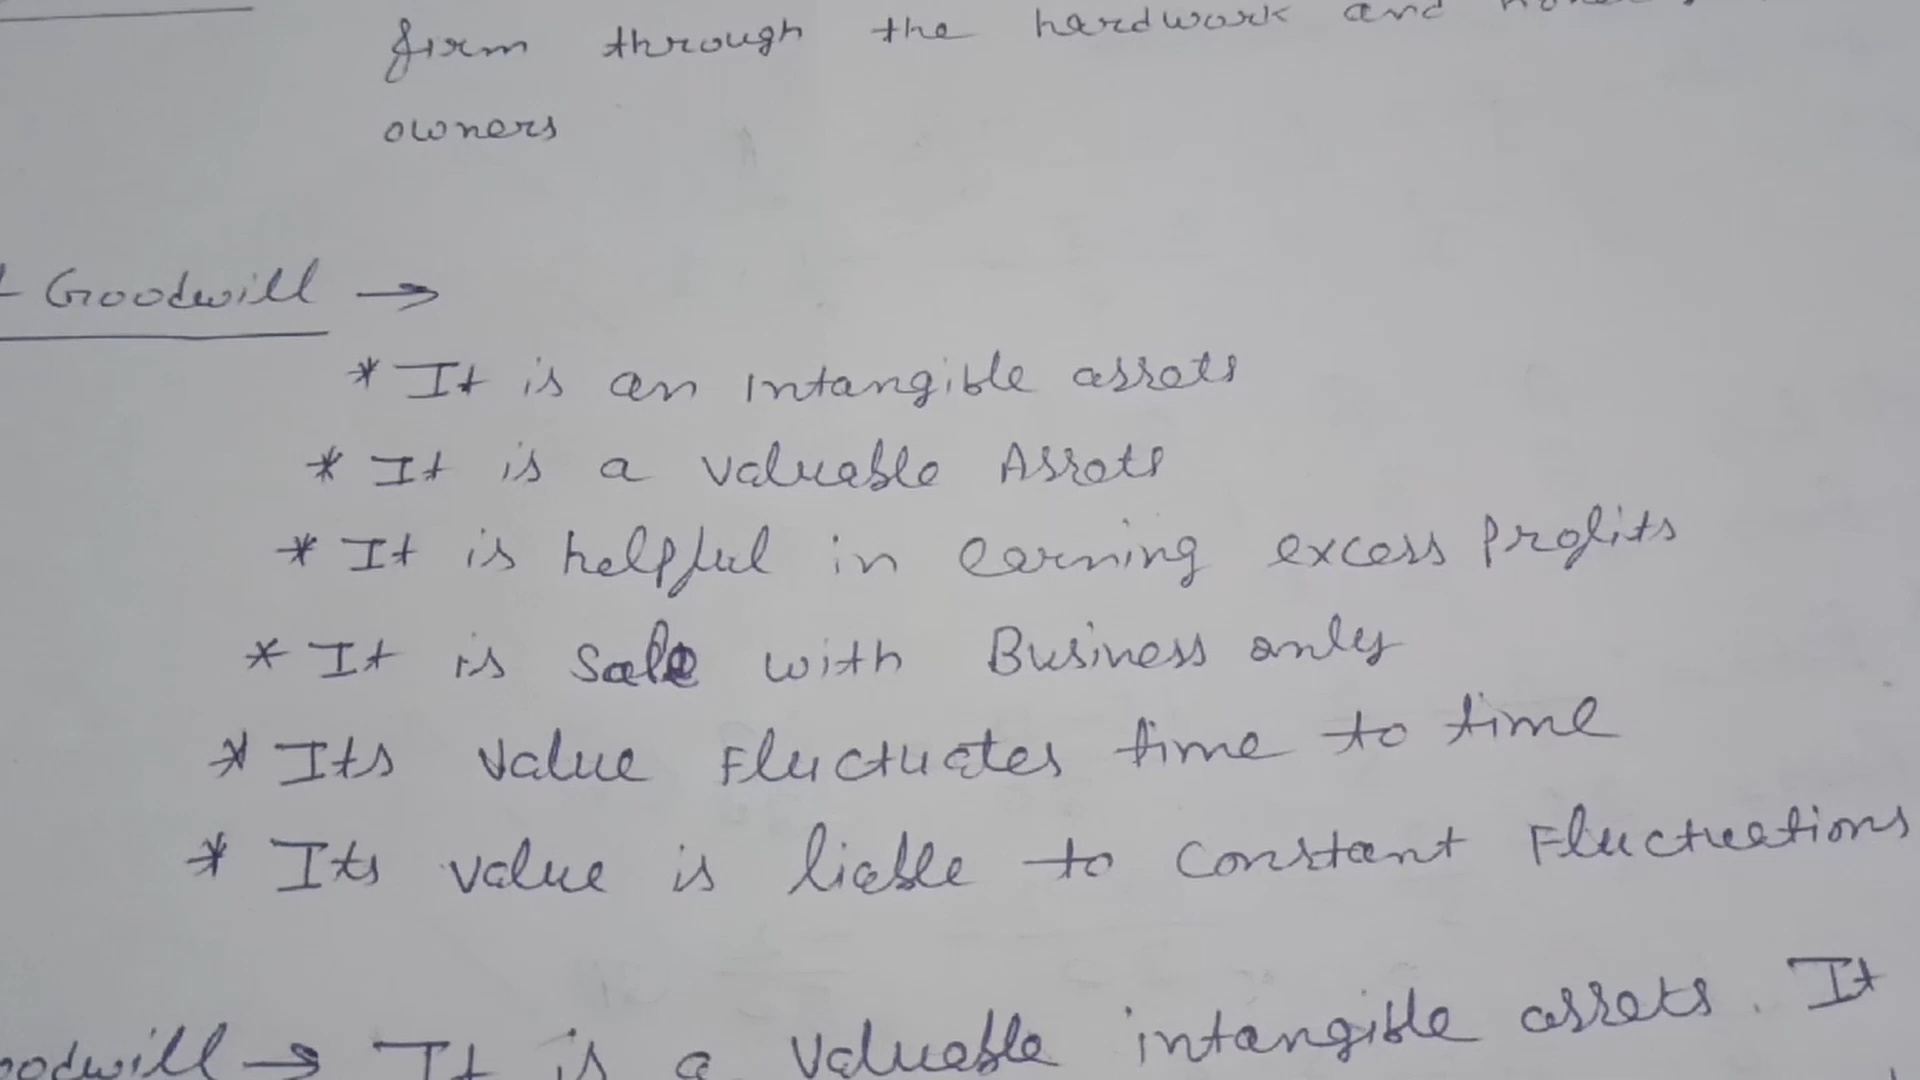 firm through the hardwork and
owners
Goodwill →
* It is an Intangible assets
* It is a valuable Assets
* It is helpful in earning excess Profits
* It is Sale with Business only
* Its value Fluctuates time to time
* Its value is liable to Constant Fluctuations
oodwill → It is a valuable intangible assets. It